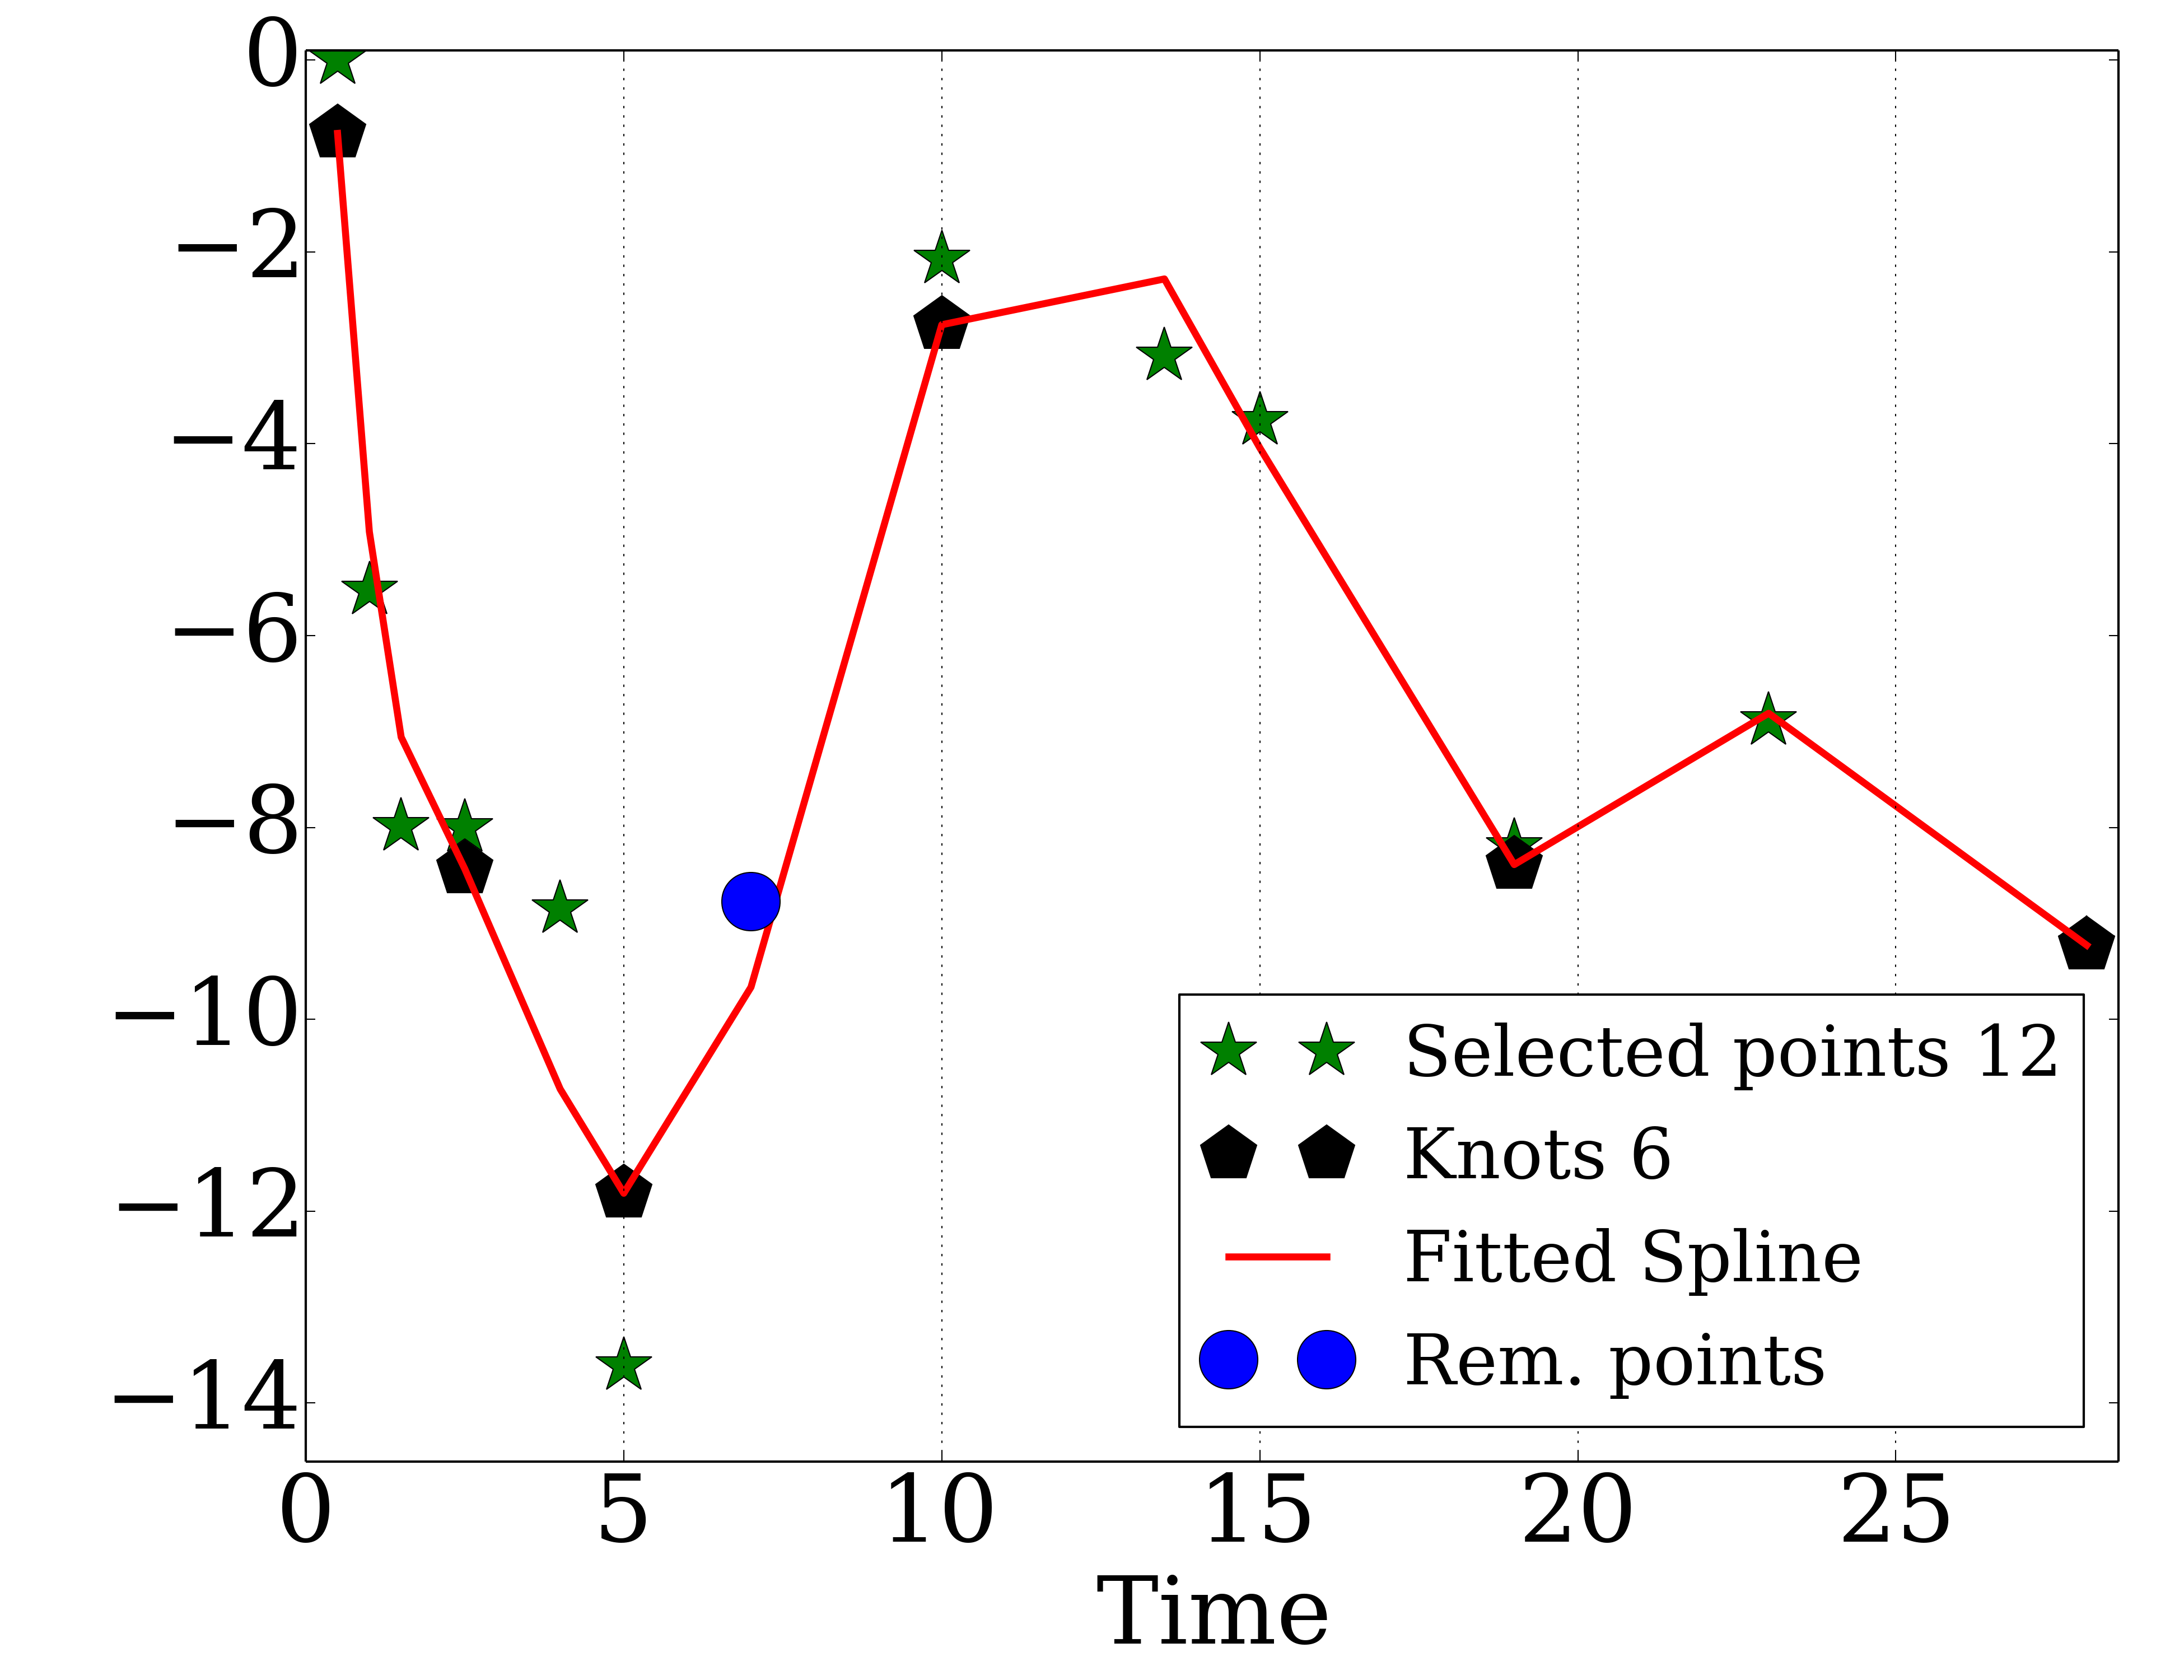 0
−2
−4
−6
−8
−10
−12
−14
0 5 10 15 20 25
Time
Selected points 12
Knots 6
Fitted Spline
Rem. points